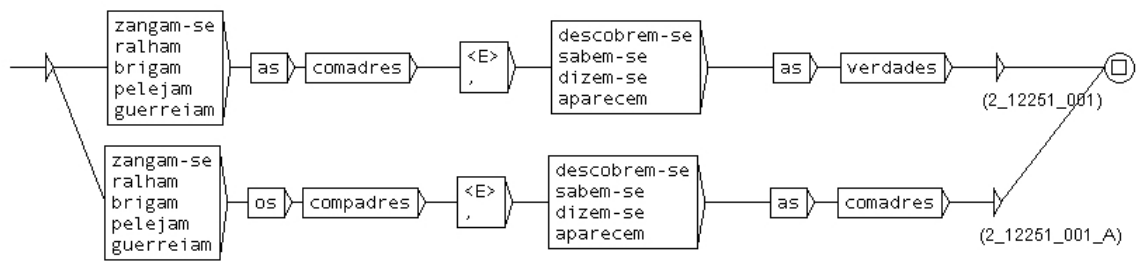 zangam-se
ralham
brigam
pelejam
guerreiam
as
comadres
<E>
,
descobrem-se
sabem-se
dizem-se
aparecem
as
verdades
(2_12251_001)
zangam-se
ralham
brigam
pelejam
guerreiam
os
compadres
<E>
,
descobrem-se
sabem-se
dizem-se
aparecem
as
comadres
(2_12251_001_A)